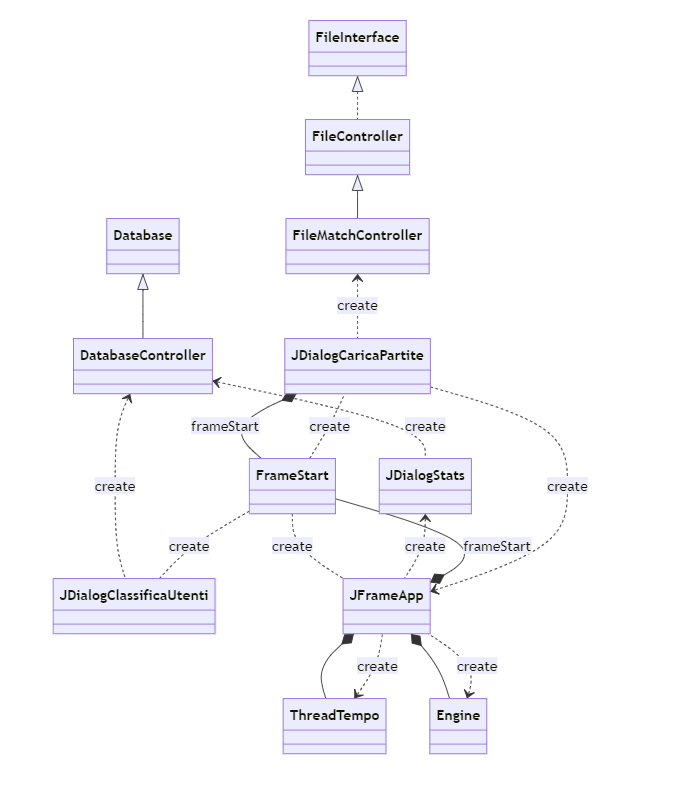 FileInterface
FileController
Database
FileMatchController
create
DatabaseController
JDialogCaricaPartite
frameStart
create
create
FrameStart
JDialogStats
create
create
create
create
create
frameStart
JDialogClassificaUtenti
JFrameApp
create
create
ThreadTempo
Engine